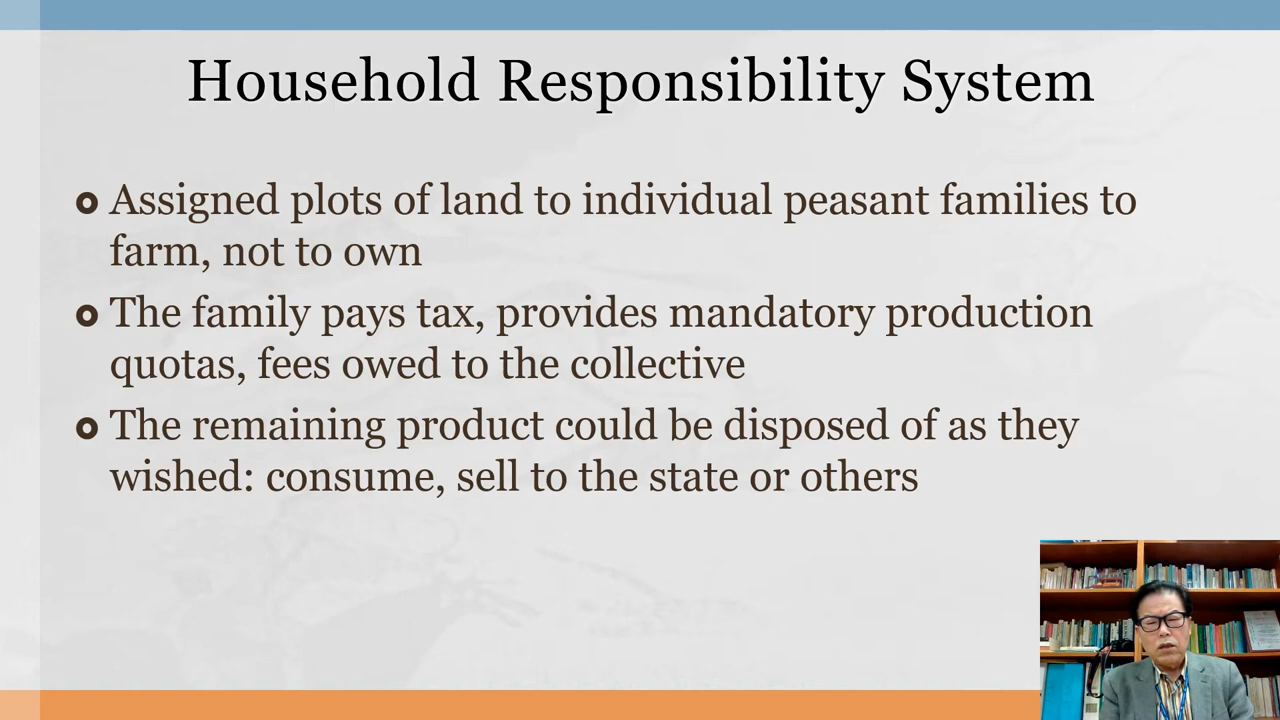 Household Responsibility System
Assigned plots of land to individual peasant families to
farm, not to own
The family pays tax, provides mandatory production
quotas, fees owed to the collective
The remaining product could be disposed of as they
wished: consume, sell to the state or others